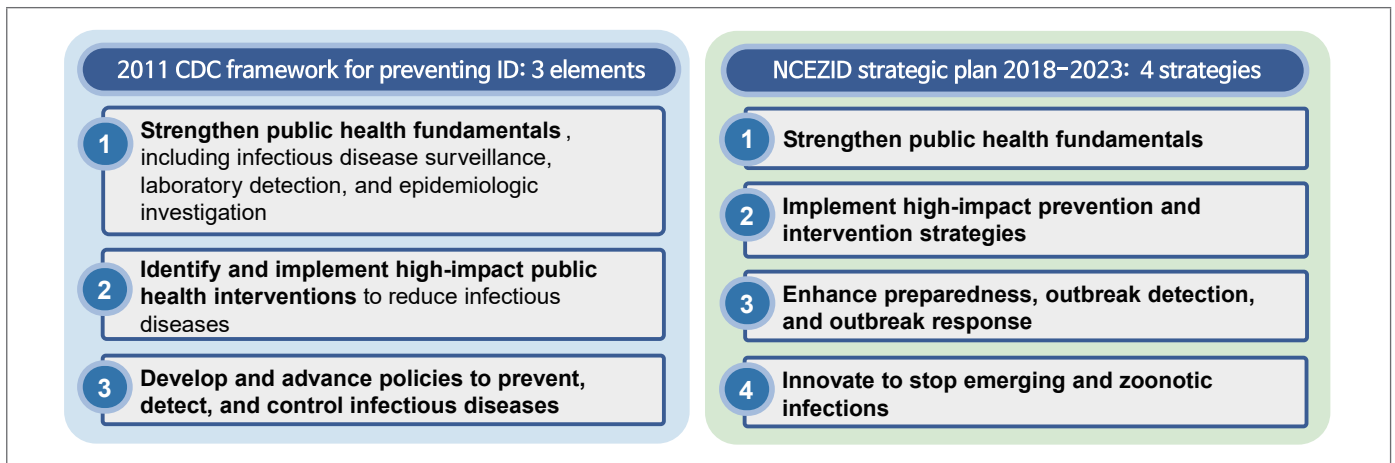 2011 CDC framework for preventing ID: 3 elements
1
Strengthen public health fundamentals ,
including infectious disease surveillance,
laboratory detection, and epidemiologic
investigation
2
Identify and implement high-impact public
health interventions to reduce infectious
diseases
3
Develop and advance policies to prevent,
detect, and control infectious diseases
NCEZID strategic plan 2018-2023: 4 strategies
1
Strengthen public health fundamentals
2
Implement high-impact prevention and
intervention strategies
3
Enhance preparedness, outbreak detection,
and outbreak response
4
Innovate to stop emerging and zoonotic
infections